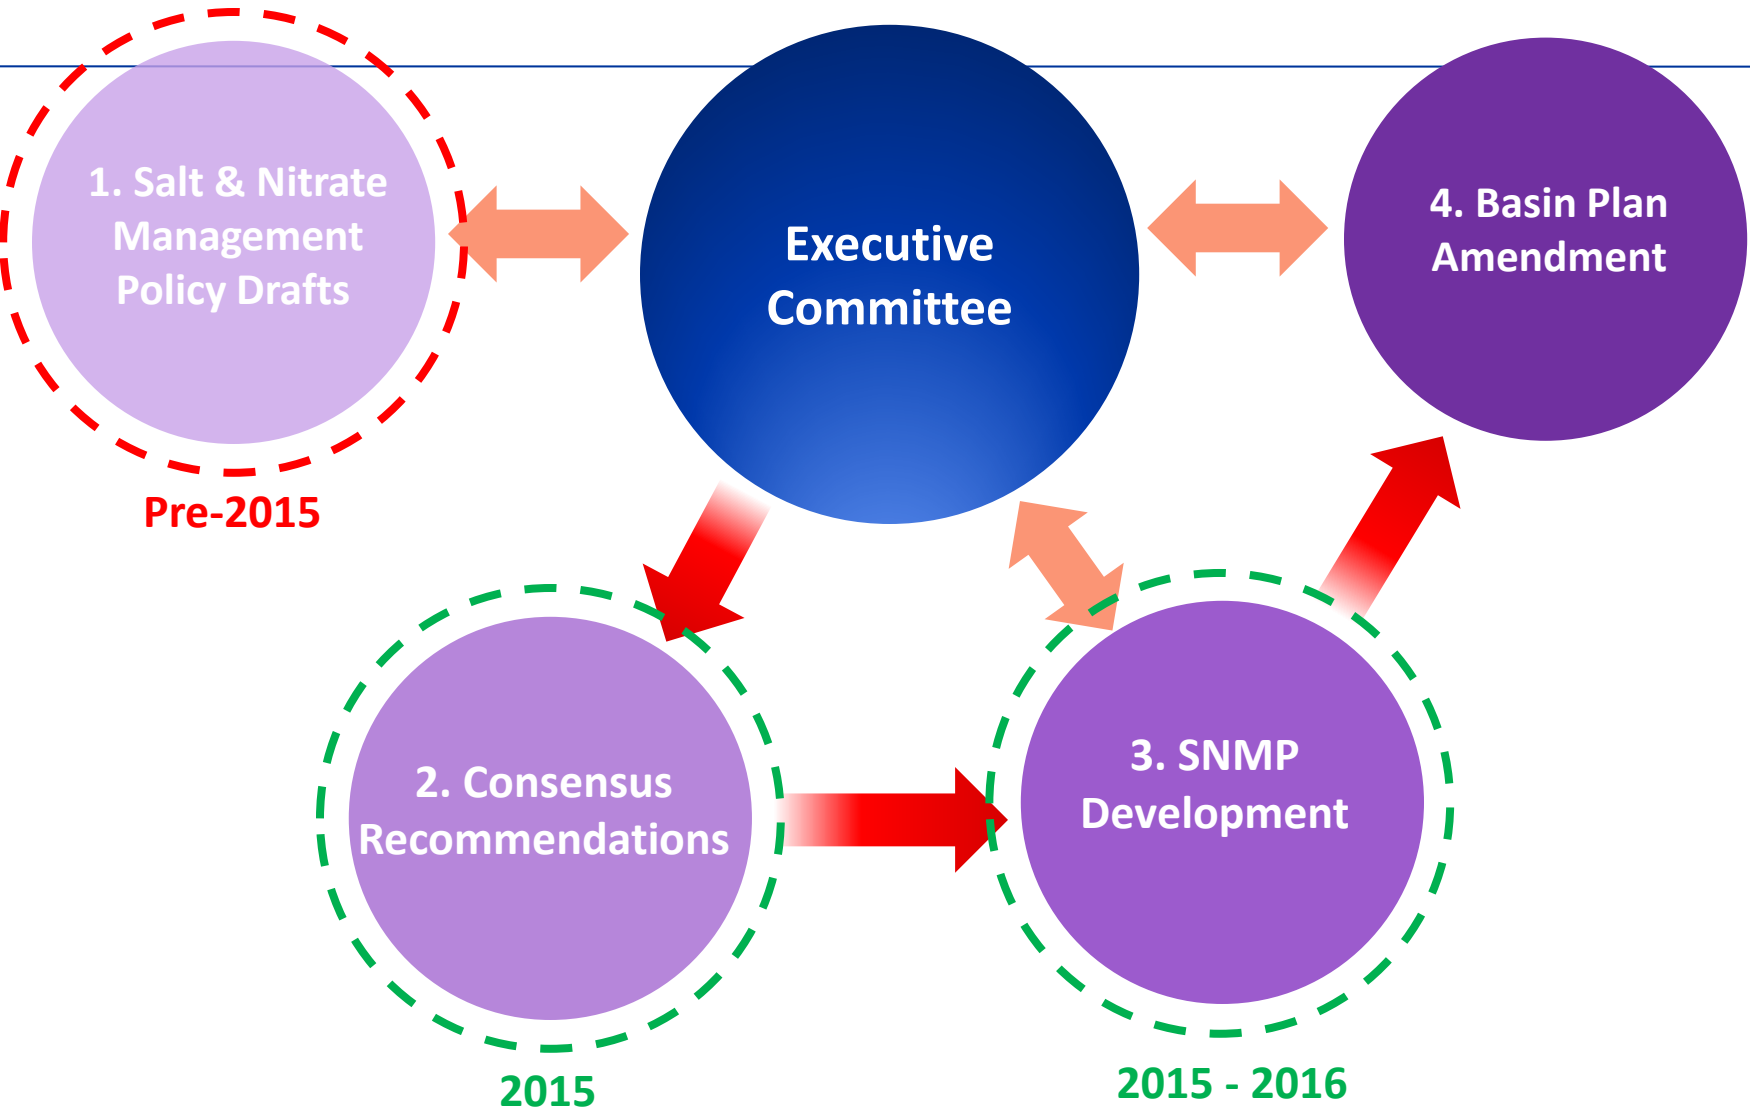 1. Salt & Nitrate
Management
Policy Drafts
Pre-2015
Executive
Committee
4. Basin Plan
Amendment
2. Consensus
Recommendations
2015
3. SNMP
Development
2015 - 2016